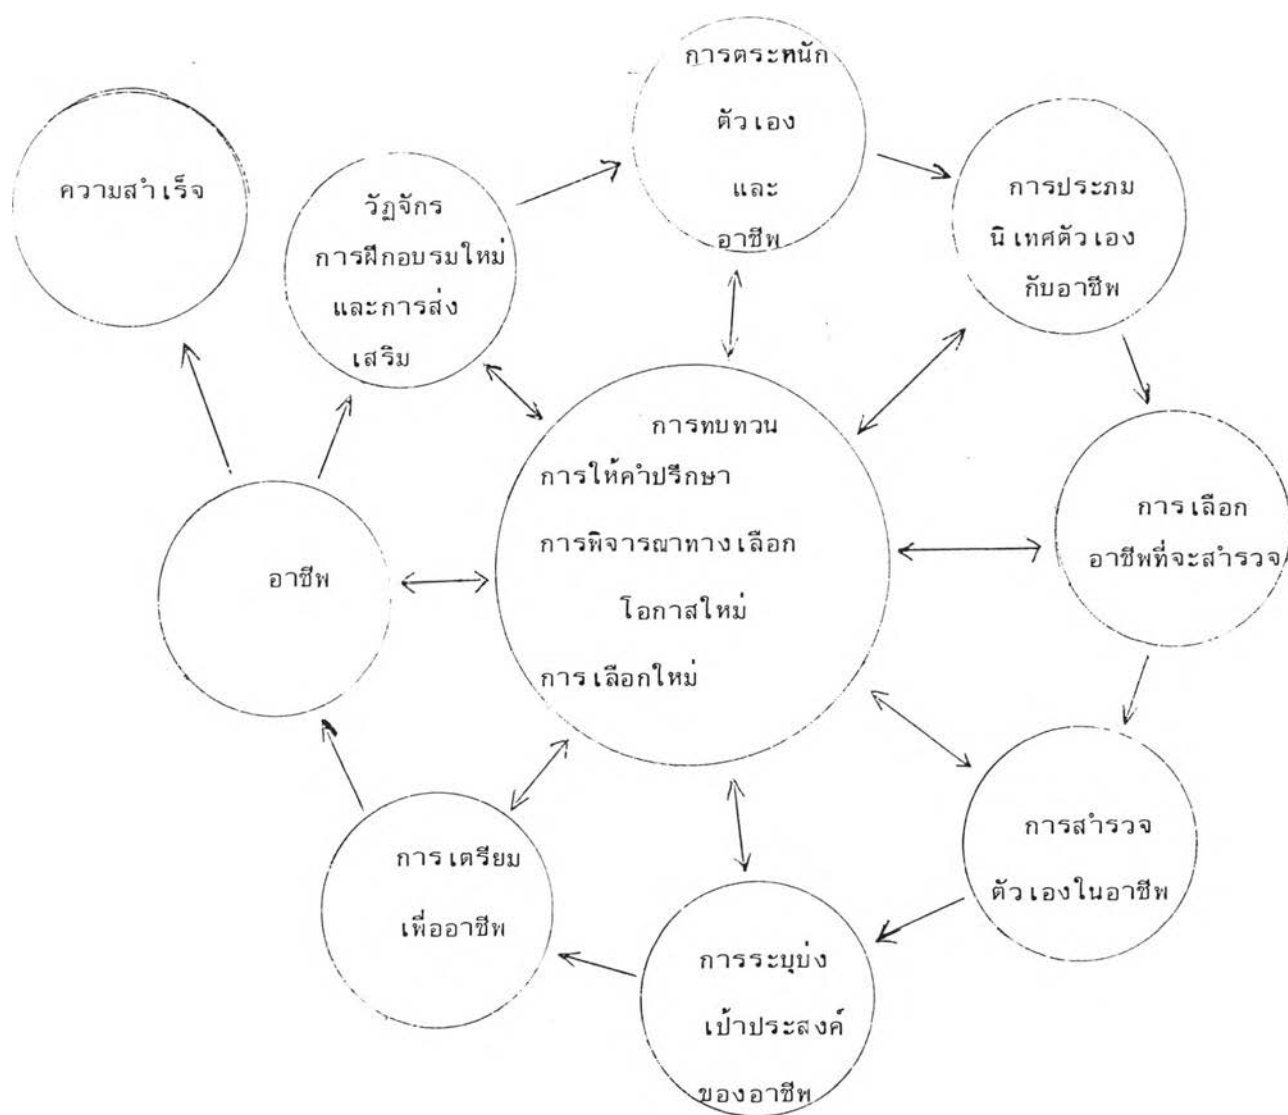 การตระหนัก
ตัวเอง
และ
อาชีพ
ความสำเร็จ
วัฏจักร
การฝึกอบรมใหม่
และการส่ง
เสริม
การประภม
นิเทศตัวเอง
กับอาชีพ
การทบทวน
การให้คำปรึกษา
การพิจารณาทางเลือก
โอกาสใหม่
การเลือกใหม่
การเลือก
อาชีพที่จะสำรวจ
อาชีพ
การสำรวจ
ตัวเองในอาชีพ
การเตรียม
เพื่ออาชีพ
การระบุบ่ง
เป้าประสงค์
ของอาชีพ